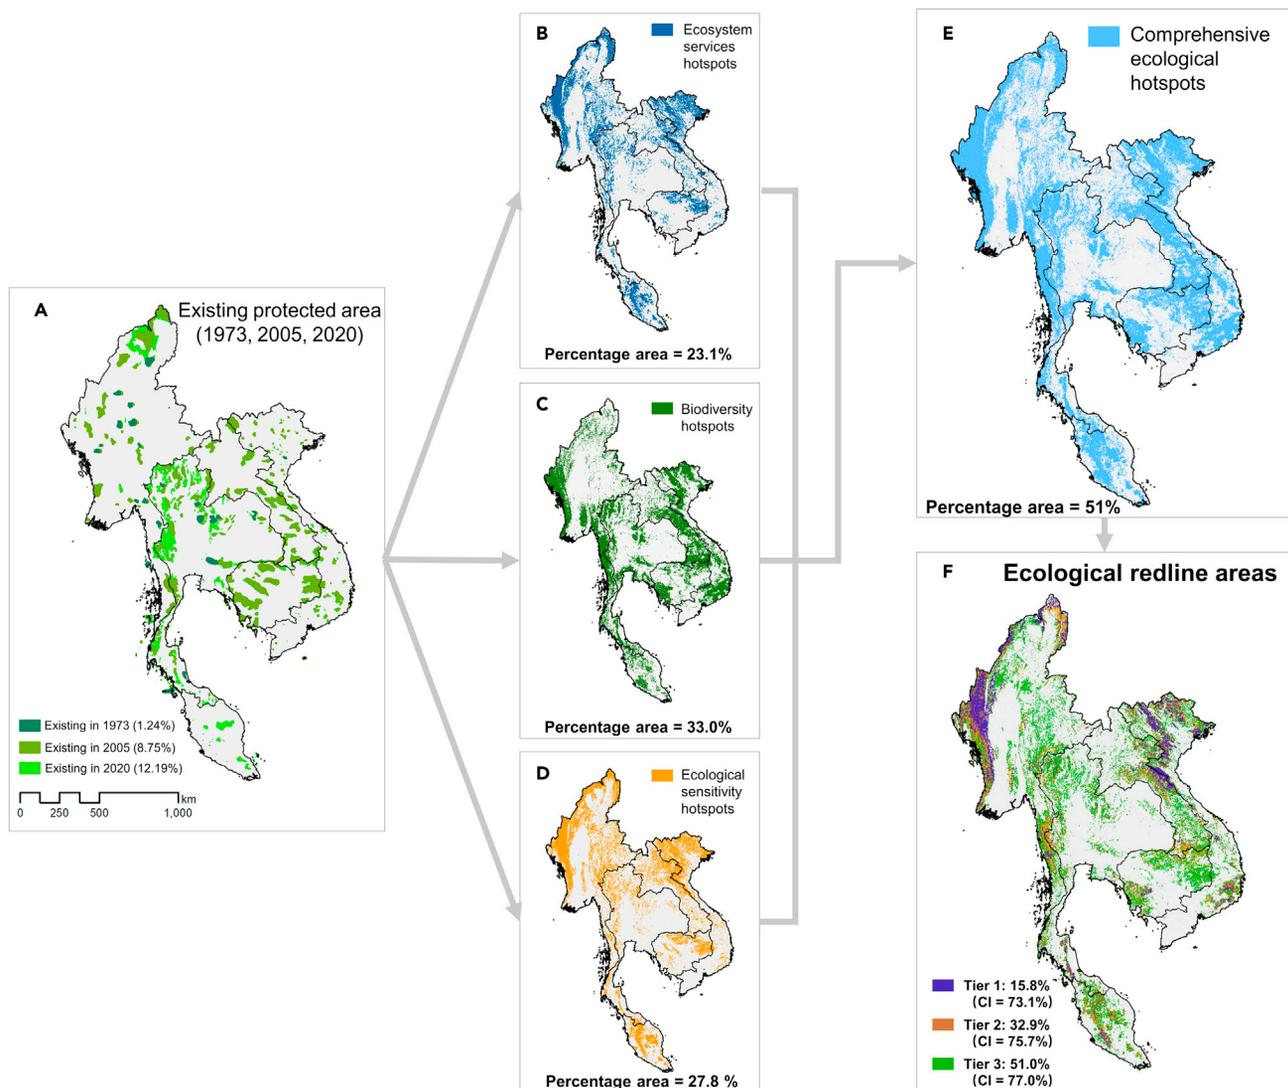 A
Existing protected area
(1973, 2005, 2020)
Existing in 1973 (1.24%)
Existing in 2005 (8.75%)
Existing in 2020 (12.19%)
km
0 250 500 1,000
B
Ecosystem
services
hotspots
Percentage area = 23.1%
C
Biodiversity
hotspots
Percentage area = 33.0%
D
Ecological
sensitivity
hotspots
Percentage area = 27.8 %
E
Comprehensive
ecological
hotspots
Percentage area = 51%
F
Ecological redline areas
Tier 1: 15.8%
(CI = 73.1%)
Tier 2: 32.9%
(CI = 75.7%)
Tier 3: 51.0%
(CI = 77.0%)